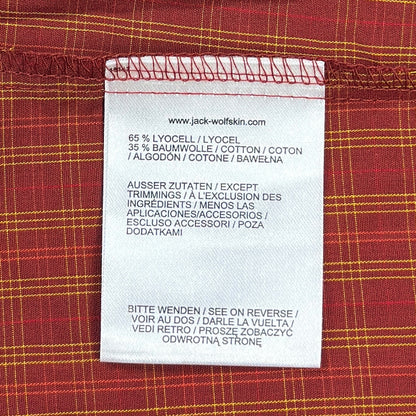 www.jack-wolfskin.com
65 % LYOCELL / LYOCEL
35 % BAUMWOLLE / COTTON / COTON
/ ALGODÓN / COTONE / BAWEŁNA
AUSSER ZUTATEN / EXCEPT
TRIMMINGS / À L'EXCLUSION DES
INGRÉDIENTS / MENOS LAS
APLICACIONES/ACCESORIOS /
ESCLUSO ACCESSORI / POZA
DODATKAMI
BITTE WENDEN / SEE ON REVERSE /
VOIR AU DOS / DARLE LA VUELTA /
VEDI RETRO / PROSZĘ ZOBACZYĆ
ODWROTNĄ STRONĘ